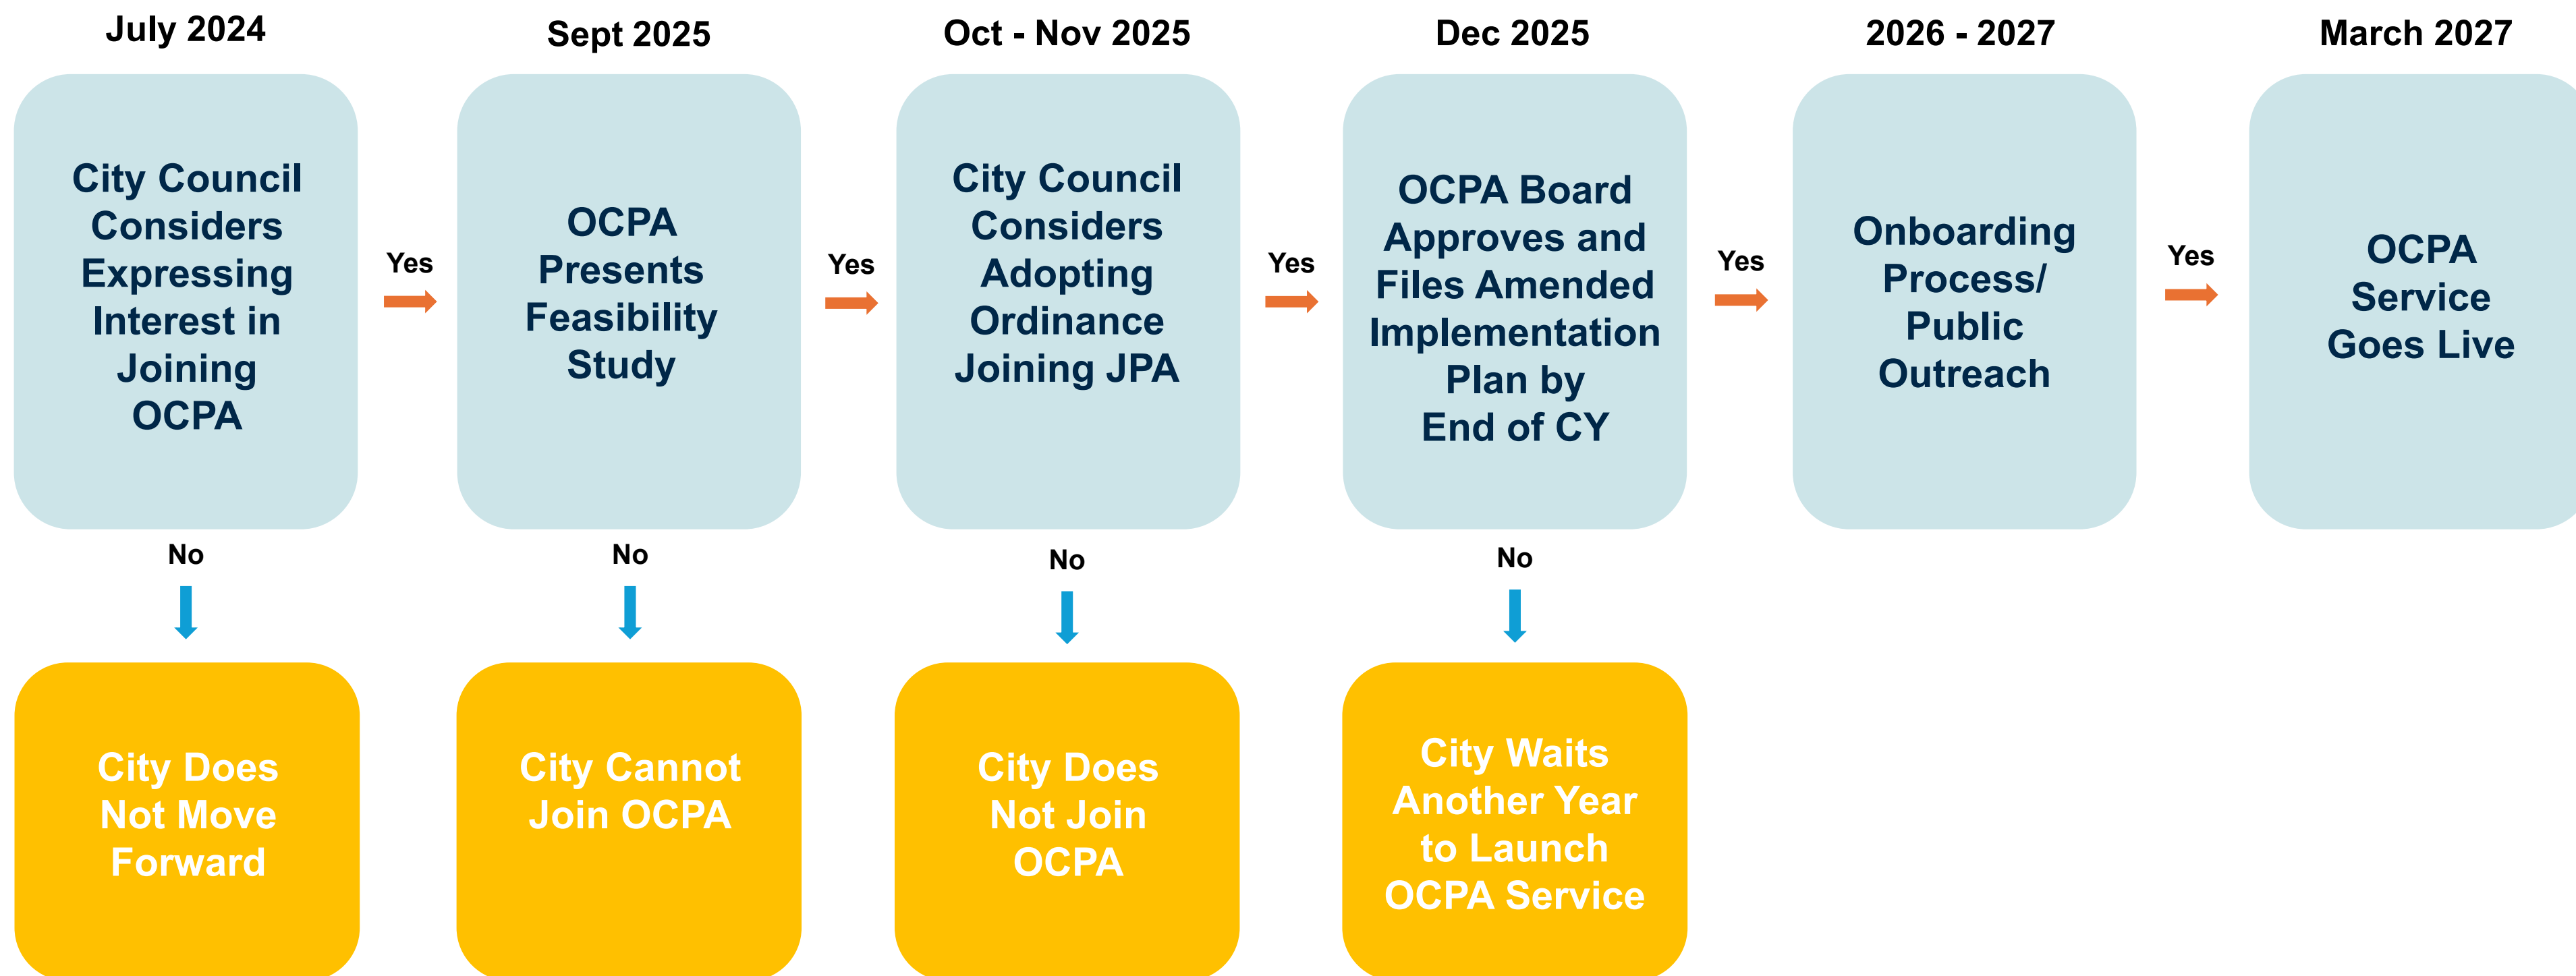 July 2024
Sept 2025
Oct - Nov 2025
Dec 2025
2026 - 2027
March 2027
City Council
Considers
Expressing
Interest in
Joining
OCPA
Yes
OCPA
Presents
Feasibility
Study
Yes
City Council
Considers
Adopting
Ordinance
Joining JPA
Yes
OCPA Board
Approves and
Files Amended
Implementation
Plan by
End of CY
Yes
Onboarding
Process/
Public
Outreach
Yes
OCPA
Service
Goes Live
No
No
No
No
City Does
Not Move
Forward
City Cannot
Join OCPA
City Does
Not Join
OCPA
City Waits
Another Year
to Launch
OCPA Service